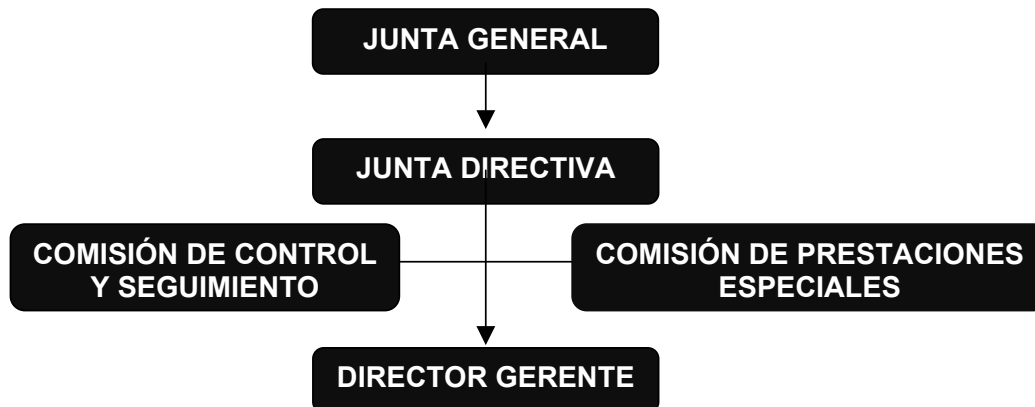 JUNTA GENERAL
JUNTA DIRECTIVA
COMISIÓN DE CONTROL
Y SEGUIMIENTO
COMISIÓN DE PRESTACIONES
ESPECIALES
DIRECTOR GERENTE